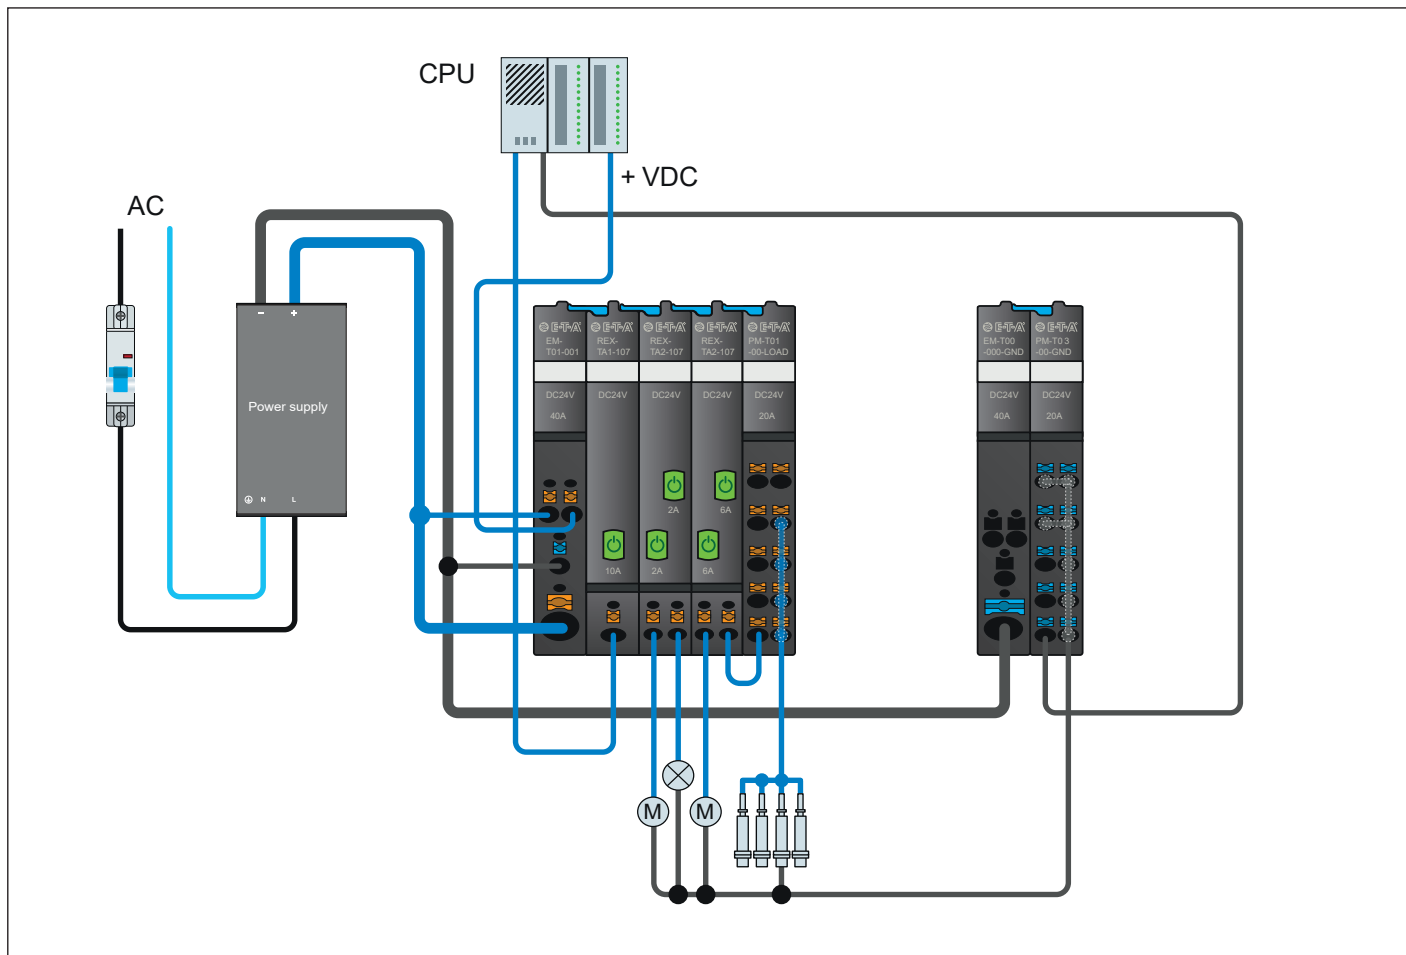 CPU
+ VDC
AC
− +
Power supply
N L
E-T-A
EM-
T01-001
DC24V
40A
E-T-A
REX-
TA1-107
DC24V
10A
E-T-A
REX-
TA2-107
DC24V
2A
2A
E-T-A
REX-
TA2-107
DC24V
6A
6A
E-T-A
PM-T01
-00-LOAD
DC24V
20A
E-T-A
EM-T00
-000-GND
DC24V
40A
E-T-A
PM-T0 3
-00-GND
DC24V
20A
M
M